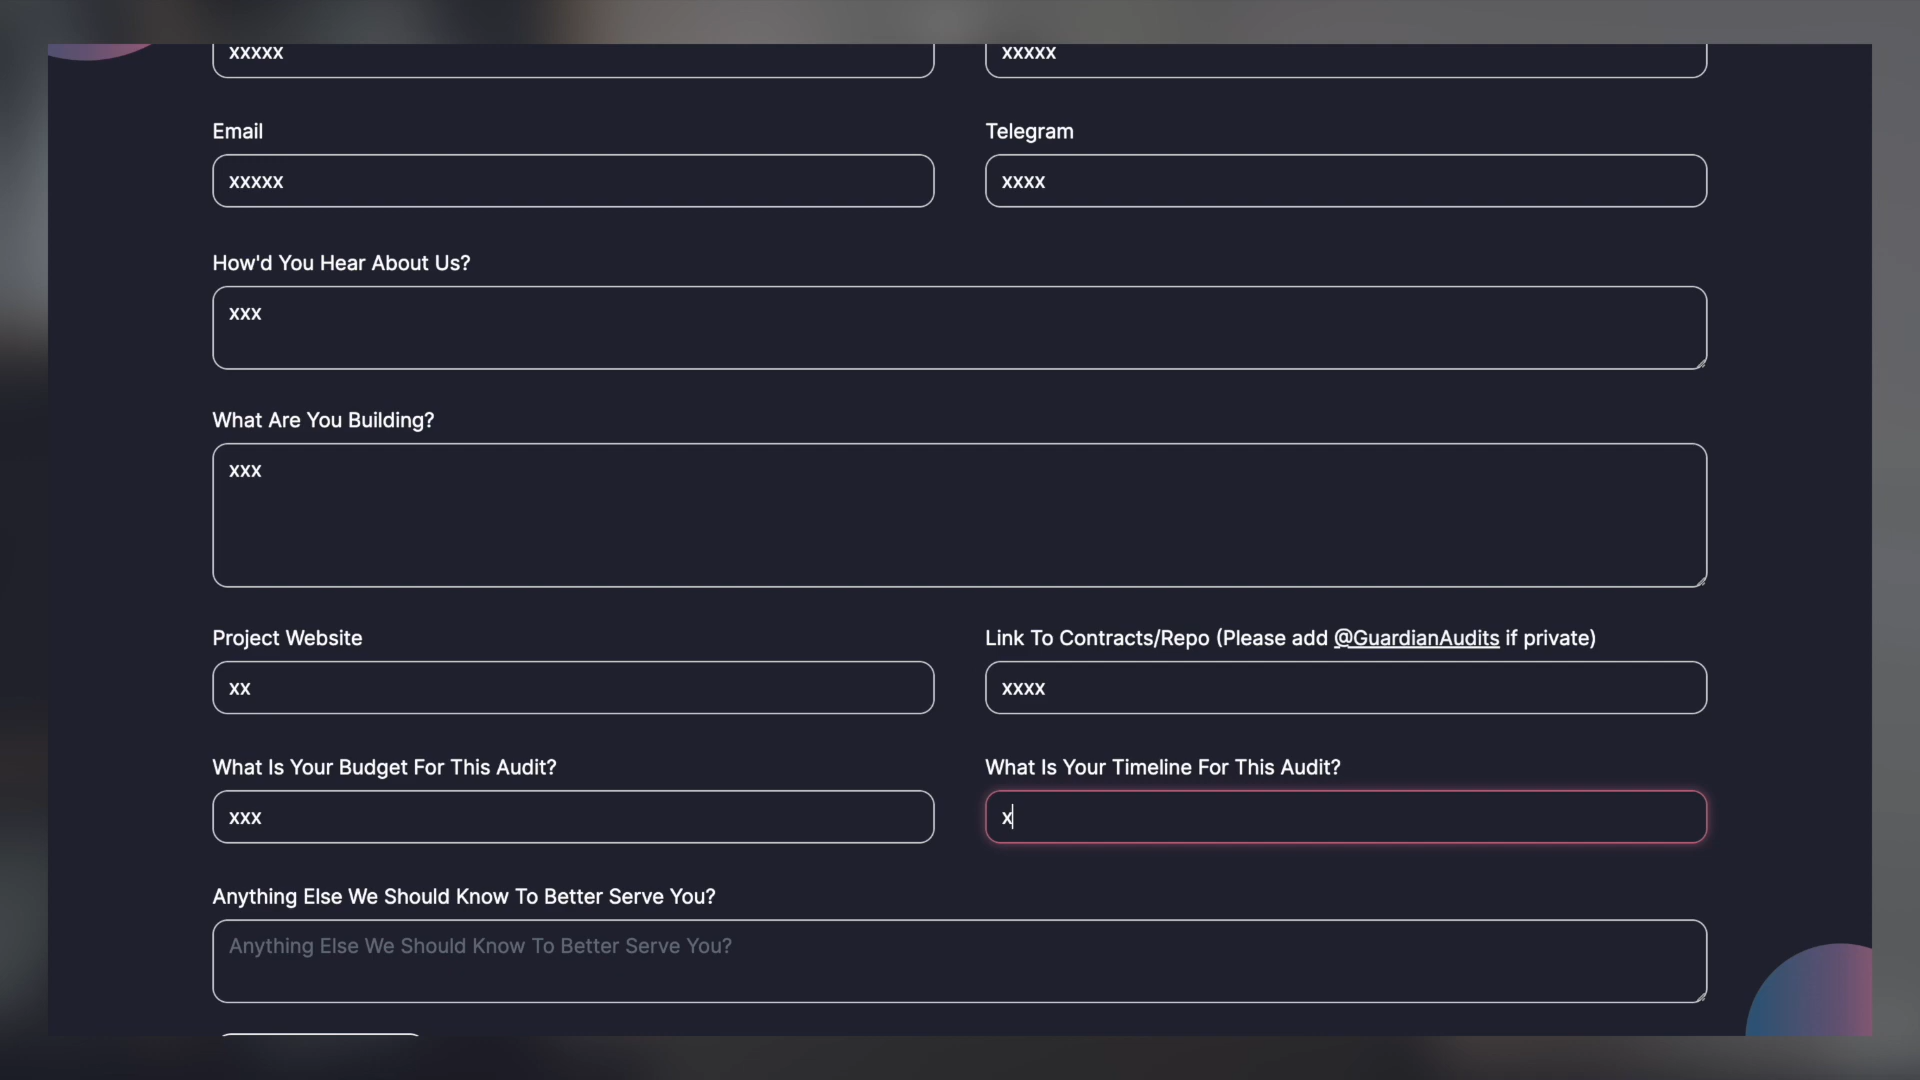 xxxxx
xxxxx
Email
Telegram
xxxxx
xxxx
How'd You Hear About Us?
xxx
What Are You Building?
xxx
Project Website
Link To Contracts/Repo (Please add @GuardianAudits if private)
xx
xxxx
What Is Your Budget For This Audit?
What Is Your Timeline For This Audit?
xxx
x
Anything Else We Should Know To Better Serve You?
Anything Else We Should Know To Better Serve You?